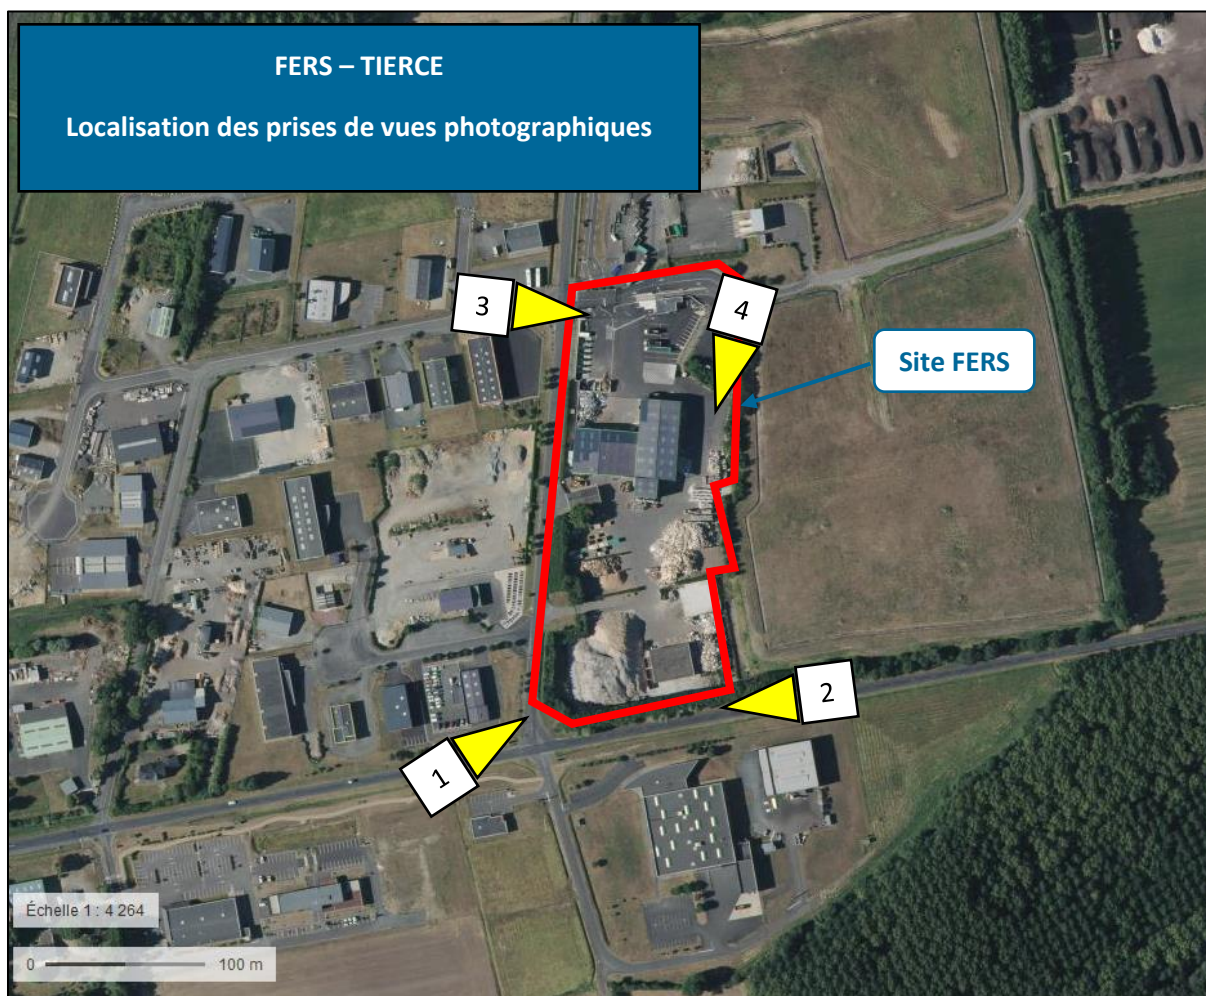 FERS – TIERCE
Localisation des prises de vues photographiques
3
4
Site FERS
2
1
Échelle 1 : 4 264
0 100 m